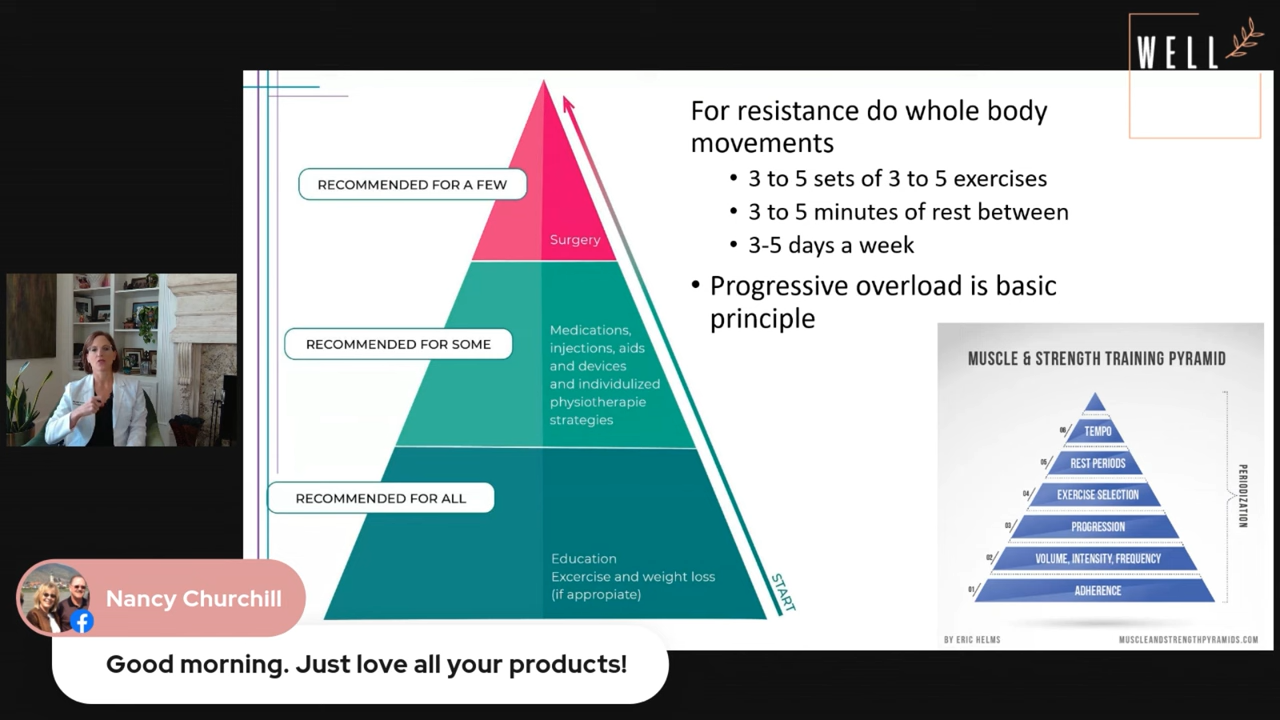 WELL
RECOMMENDED FOR A FEW
Surgery
RECOMMENDED FOR SOME
Medications,
injections, aids
and devices
and individulized
physiotherapie
strategies
RECOMMENDED FOR ALL
Education
Excercise and weight loss
(if appropiate)
START
For resistance do whole body
movements
• 3 to 5 sets of 3 to 5 exercises
• 3 to 5 minutes of rest between
• 3-5 days a week
• Progressive overload is basic
principle
MUSCLE & STRENGTH TRAINING PYRAMID
06 TEMPO
05 REST PERIODS
04 EXERCISE SELECTION
03 PROGRESSION
02 VOLUME, INTENSITY, FREQUENCY
01 ADHERENCE
PERIODIZATION
BY ERIC HELMS
MUSCLEANDSTRENGTHPYRAMIDS.COM
Nancy Churchill
Good morning. Just love all your products!